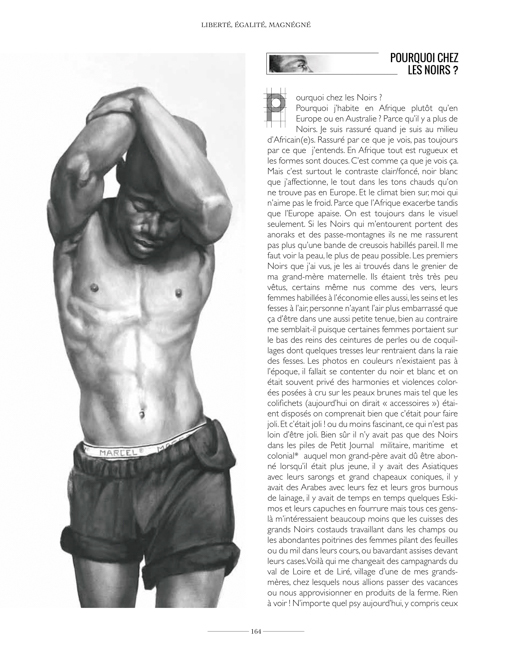 LIBERTÉ, ÉGALITÉ, MAGNÉGNÉ
POURQUOI CHEZ
LES NOIRS ?
Pourquoi chez les Noirs ?
Pourquoi j'habite en Afrique plutôt qu'en
Europe ou en Australie ? Parce qu'il y a plus de
Noirs. Je suis rassuré quand je suis au milieu
d'Africain(e)s. Rassuré par ce que je vois, pas toujours
par ce que j'entends. En Afrique tout est rugueux et
les formes sont douces. C'est comme ça que je vois ça.
Mais c'est surtout le contraste clair/foncé, noir blanc
que j'affectionne, le tout dans les tons chauds qu'on
ne trouve pas en Europe. Et le climat bien sur, moi qui
n'aime pas le froid. Parce que l'Afrique exacerbe tandis
que l'Europe apaise. On est toujours dans le visuel
seulement. Si les Noirs qui m'entourent portent des
anoraks et des passe-montagnes ils ne me rassurent
pas plus qu'une bande de creusois habillés pareil. Il me
faut voir la peau, le plus de peau possible. Les premiers
Noirs que j'ai vus, je les ai trouvés dans le grenier de
ma grand-mère maternelle. Ils étaient très très peu
vêtus, certains même nus comme des vers, leurs
femmes habillées à l'économie elles aussi, les seins et les
fesses à l'air, personne n'ayant l'air plus embarrassé que
ça d'être dans une aussi petite tenue, bien au contraire
me semblait-il puisque certaines femmes portaient sur
le bas des reins des ceintures de perles ou de coquil-
lages dont quelques tresses leur rentraient dans la raie
des fesses. Les photos en couleurs n'existaient pas à
l'époque, il fallait se contenter du noir et blanc et on
était souvent privé des harmonies et violences color-
ées posées à cru sur les peaux brunes mais tel que les
colifichets (aujourd'hui on dirait « accessoires ») étai-
ent disposés on comprenait bien que c'était pour faire
joli. Et c'était joli ! ou du moins fascinant, ce qui n'est pas
loin d'être joli. Bien sûr il n'y avait pas que des Noirs
dans les piles de Petit Journal militaire, maritime et
colonial* auquel mon grand-père avait dû être abon-
né lorsqu'il était plus jeune, il y avait des Asiatiques
avec leurs sarongs et grand chapeaux coniques, il y
avait des Arabes avec leurs fez et leurs gros burnous
de lainage, il y avait de temps en temps quelques Eski-
mos et leurs capuches en fourrure mais tous ces gens-
là m'intéressaient beaucoup moins que les cuisses des
grands Noirs costauds travaillant dans les champs ou
les abondantes poitrines des femmes pilant des feuilles
ou du mil dans leurs cours, ou bavardant assises devant
leurs cases. Voilà qui me changeait des campagnards du
val de Loire et de Liré, village d'une de mes grands-
mères, chez lesquels nous allions passer des vacances
ou nous approvisionner en produits de la ferme. Rien
à voir ! N'importe quel psy aujourd'hui, y compris ceux
MARCEL®
164